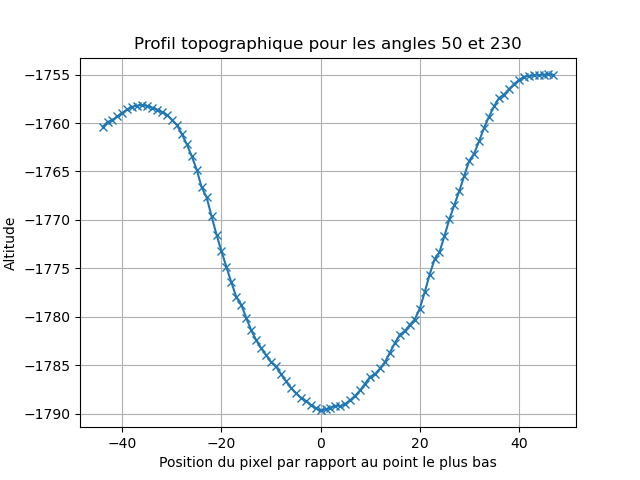 Profil topographique pour les angles 50 et 230
Altitude
−1755
−1760
−1765
−1770
−1775
−1780
−1785
−1790
−40 −20 0 20 40
Position du pixel par rapport au point le plus bas